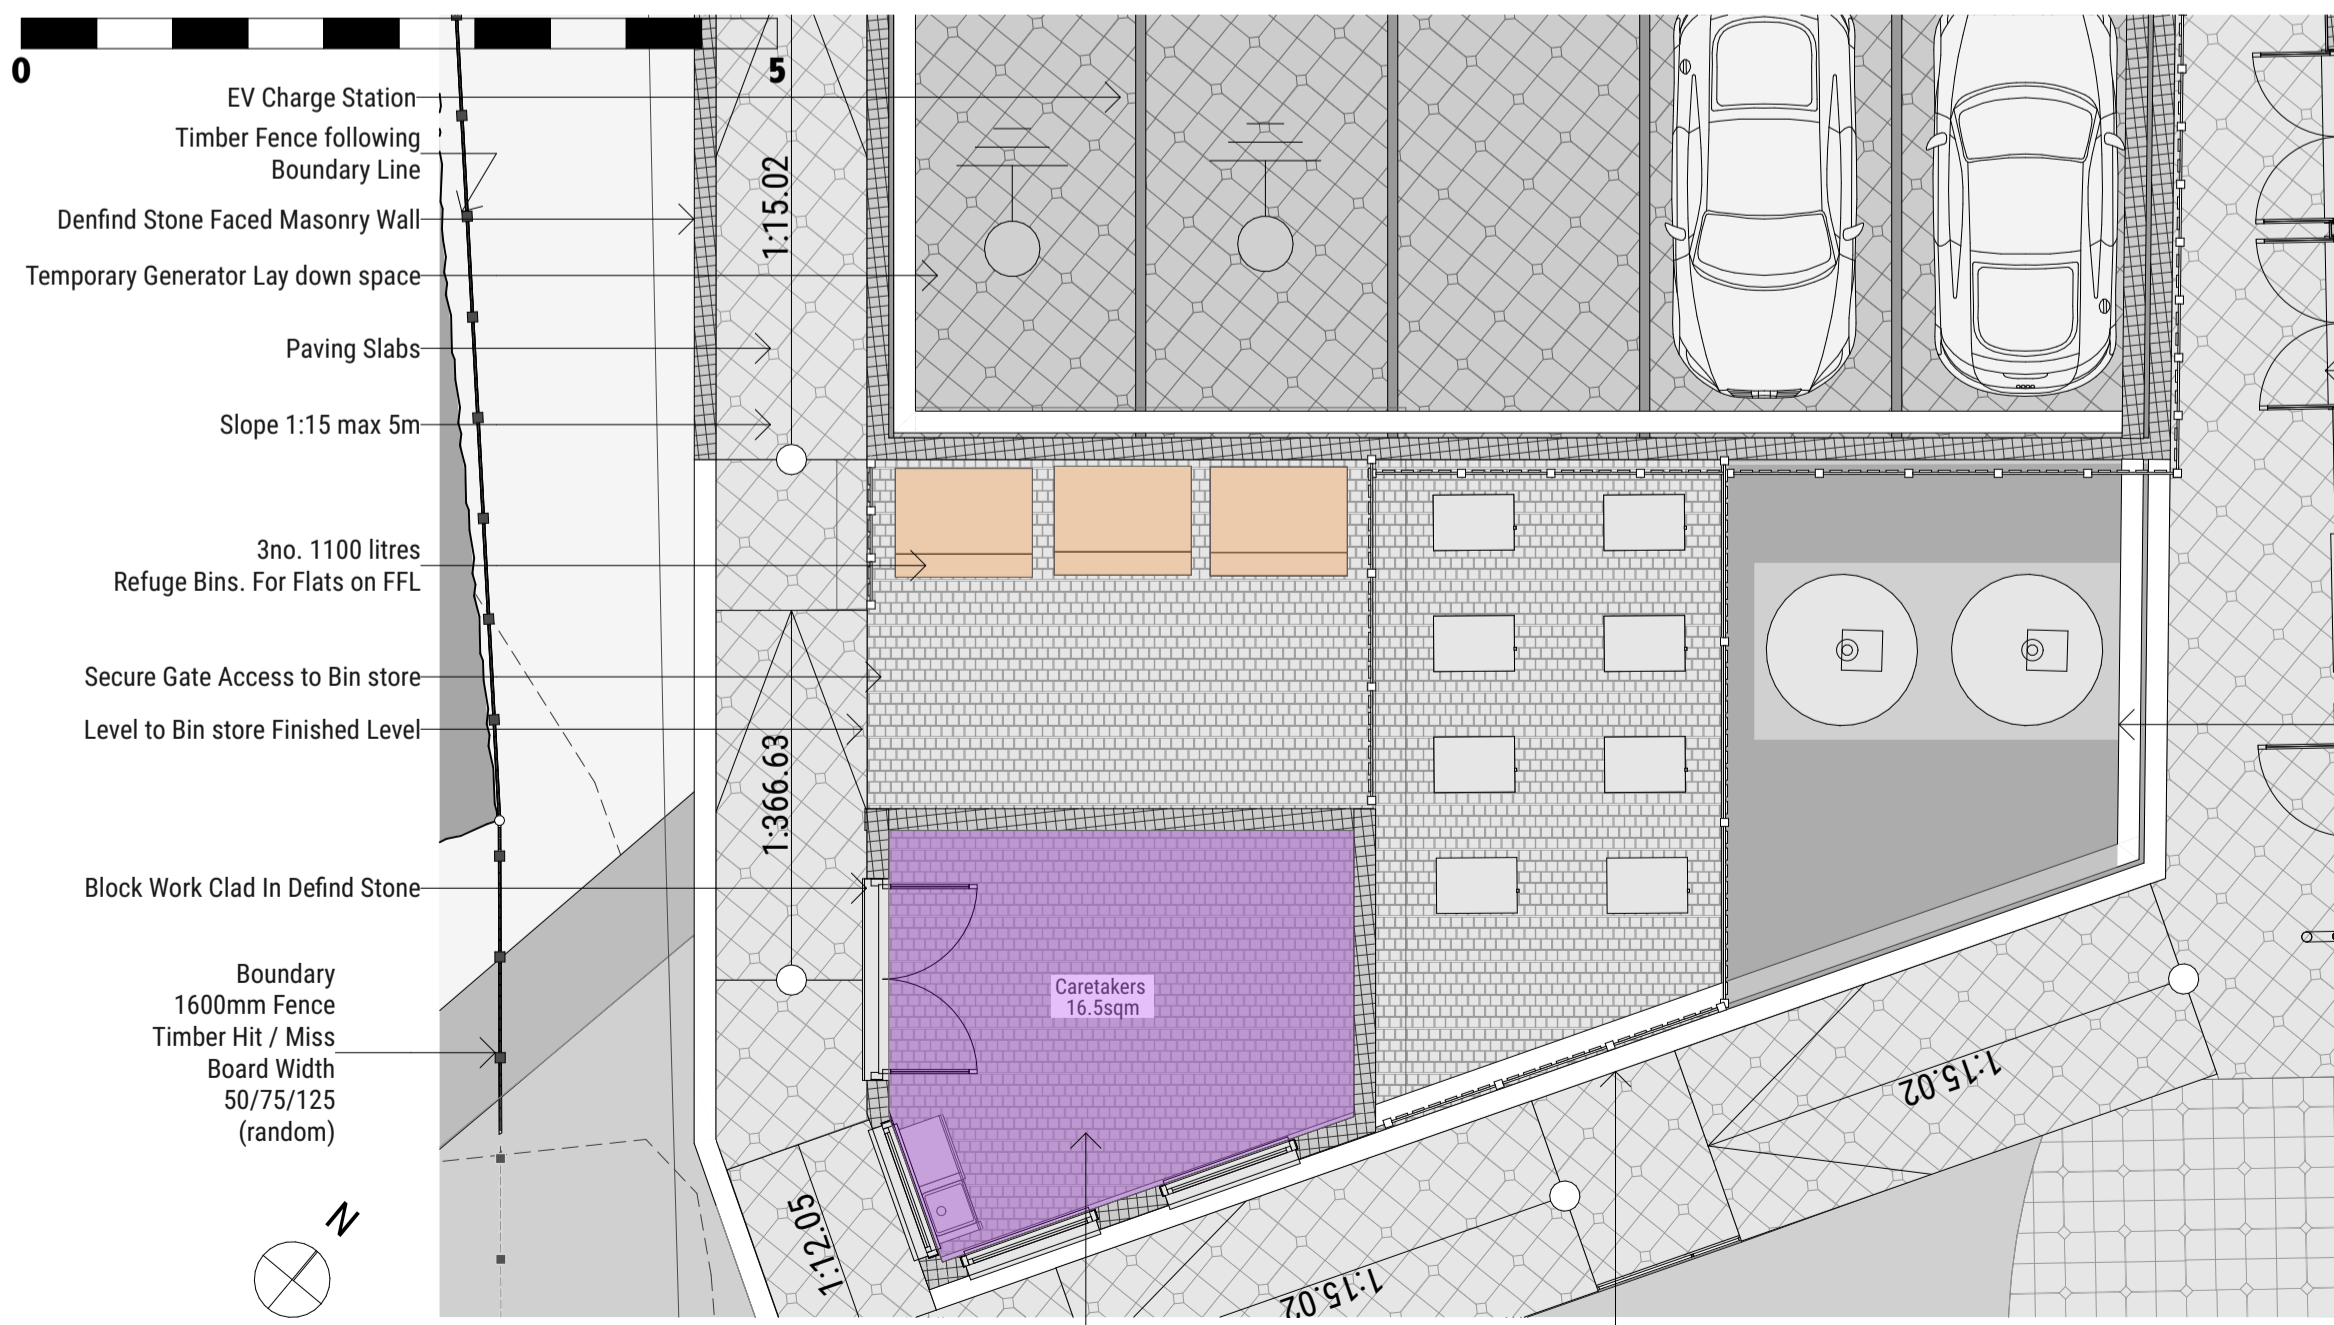 0
5
EV Charge Station
Timber Fence following
Boundary Line
Denfind Stone Faced Masonry Wall
Temporary Generator Lay down space
Paving Slabs
Slope 1:15 max 5m
3no. 1100 litres
Refuge Bins. For Flats on FFL
Secure Gate Access to Bin store
Level to Bin store Finished Level
Block Work Clad In Defind Stone
Boundary
1600mm Fence
Timber Hit / Miss
Board Width
50/75/125
(random)
N
1:15.02
1:366.63
Caretakers
16.5sqm
1:12.05
1:15.02
1:15.02